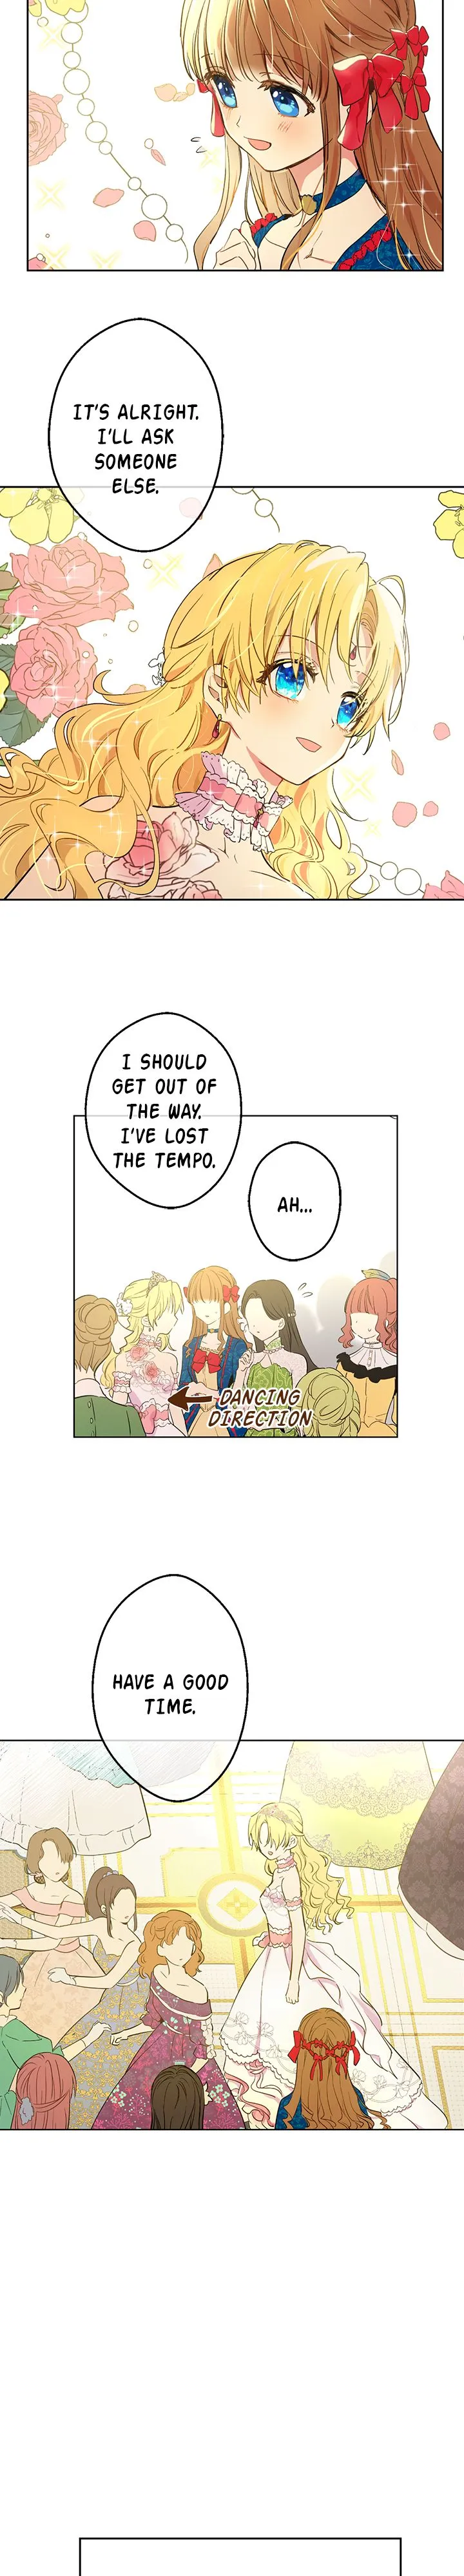 IT'S ALRIGHT.
I'LL ASK
SOMEONE
ELSE.
I SHOULD
GET OUT OF
THE WAY.
I'VE LOST
THE TEMPO.
AH...
DANCING
DIRECTION
HAVE A GOOD
TIME.